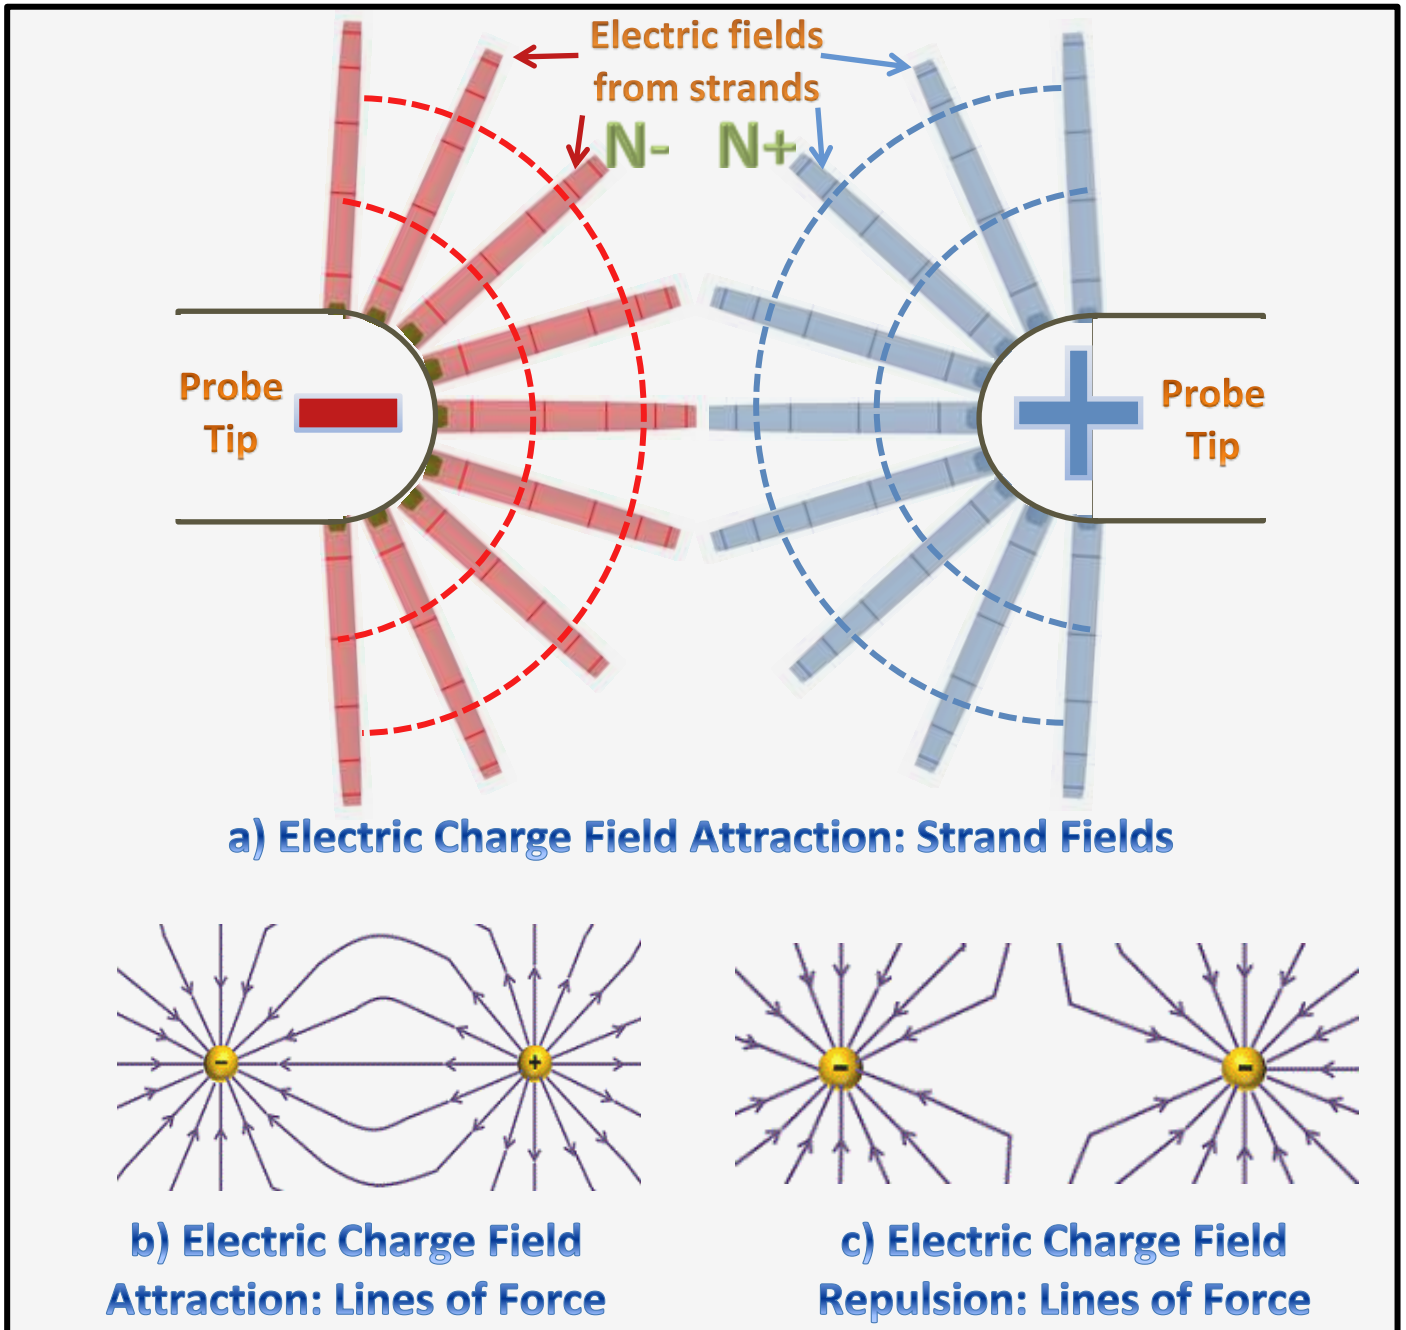 Electric fields
from strands
N- N+
Probe
Tip
Probe
Tip
a) Electric Charge Field Attraction: Strand Fields
- +
- -
b) Electric Charge Field
Attraction: Lines of Force
c) Electric Charge Field
Repulsion: Lines of Force